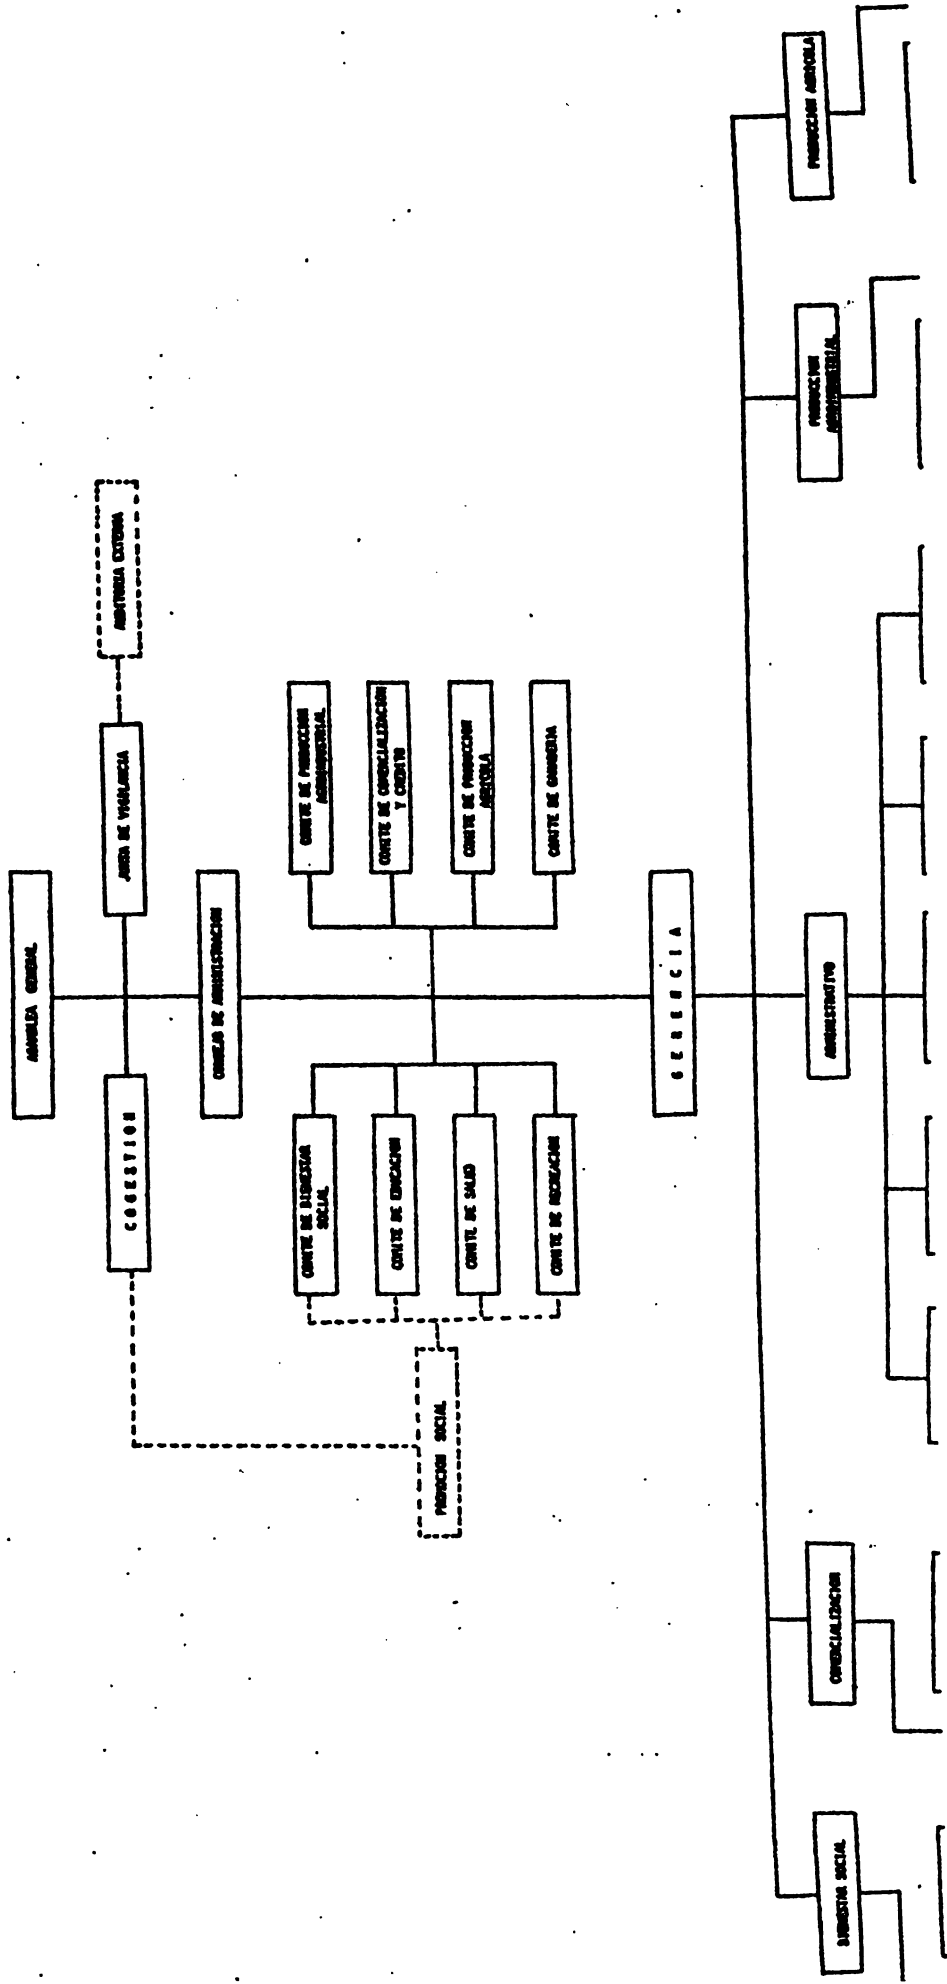 ASAMBLEA GENERAL
COGESTION
JUNTA DE VIGILANCIA
AUDITORIA EXTERNA
CONSEJO DE ADMINISTRACION
COMITE DE BIENESTAR
SOCIAL
COMITE DE EDUCACION
COMITE DE SALUD
COMITE DE RECREACION
COMITE DE PRODUCCION
AGROINDUSTRIAL
COMITE DE COMERCIALIZACION
Y CREDITO
COMITE DE PRODUCCION
AGRICOLA
COMITE DE GANADERIA
PROMOCION SOCIAL
G E R E N C I A
BIENESTAR SOCIAL
COMERCIALIZACION
ADMINISTRATIVO
PRODUCCION
AGROINDUSTRIAL
PRODUCCION AGRICOLA